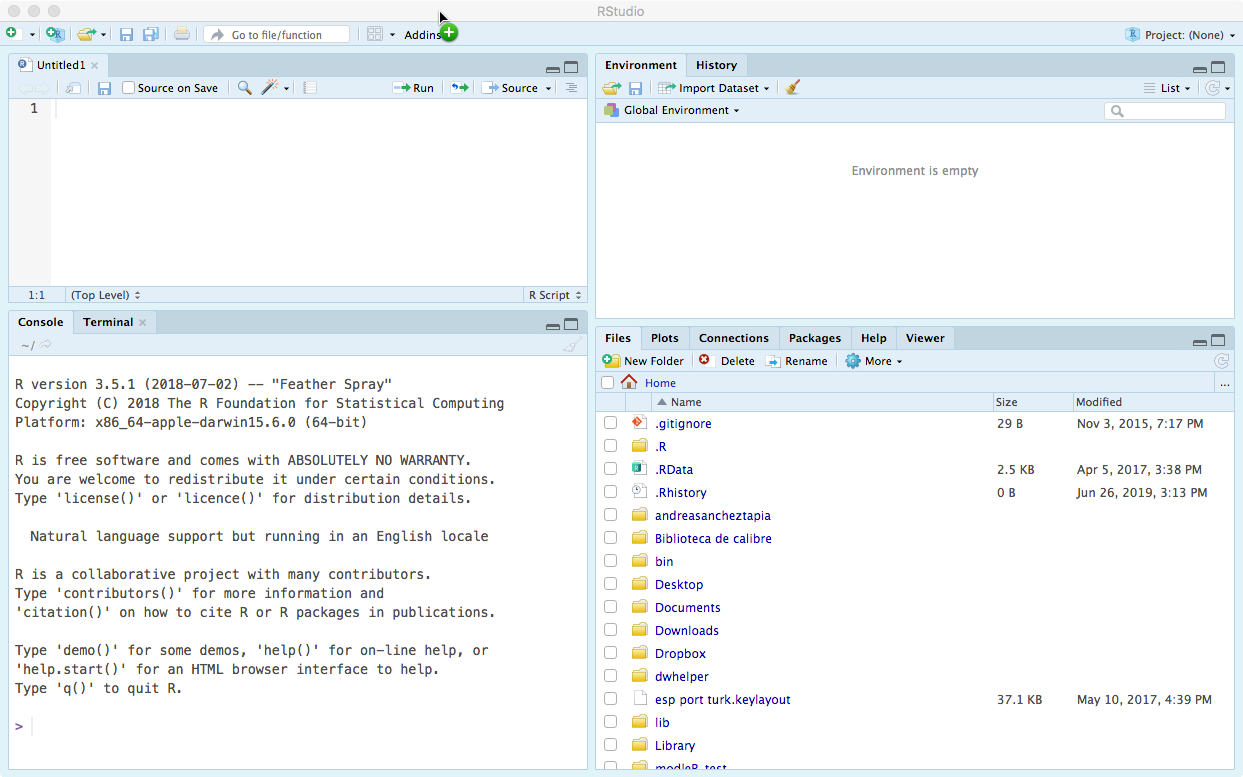 RStudio
Go to file/function
Addins
Project: (None)
Untitled1
Source on Save
Run
Source
1
1:1
(Top Level)
R Script
Console
Terminal
~/
R version 3.5.1 (2018-07-02) -- "Feather Spray"
Copyright (C) 2018 The R Foundation for Statistical Computing
Platform: x86_64-apple-darwin15.6.0 (64-bit)
R is free software and comes with ABSOLUTELY NO WARRANTY.
You are welcome to redistribute it under certain conditions.
Type 'license()' or 'licence()' for distribution details.
Natural language support but running in an English locale
R is a collaborative project with many contributors.
Type 'contributors()' for more information and
'citation()' on how to cite R or R packages in publications.
Type 'demo()' for some demos, 'help()' for on-line help, or
'help.start()' for an HTML browser interface to help.
Type 'q()' to quit R.
>
Environment
History
Import Dataset
List
Global Environment
Environment is empty
Files
Plots
Connections
Packages
Help
Viewer
New Folder
Delete
Rename
More
Home
...
Name Size Modified
.gitignore 29 B Nov 3, 2015, 7:17 PM
.R
.RData 2.5 KB Apr 5, 2017, 3:38 PM
.Rhistory 0 B Jun 26, 2019, 3:13 PM
andreasancheztapia
Biblioteca de calibre
bin
Desktop
Documents
Downloads
Dropbox
dwhelper
esp port turk.keylayout 37.1 KB May 10, 2017, 4:39 PM
lib
Library
modleR_test